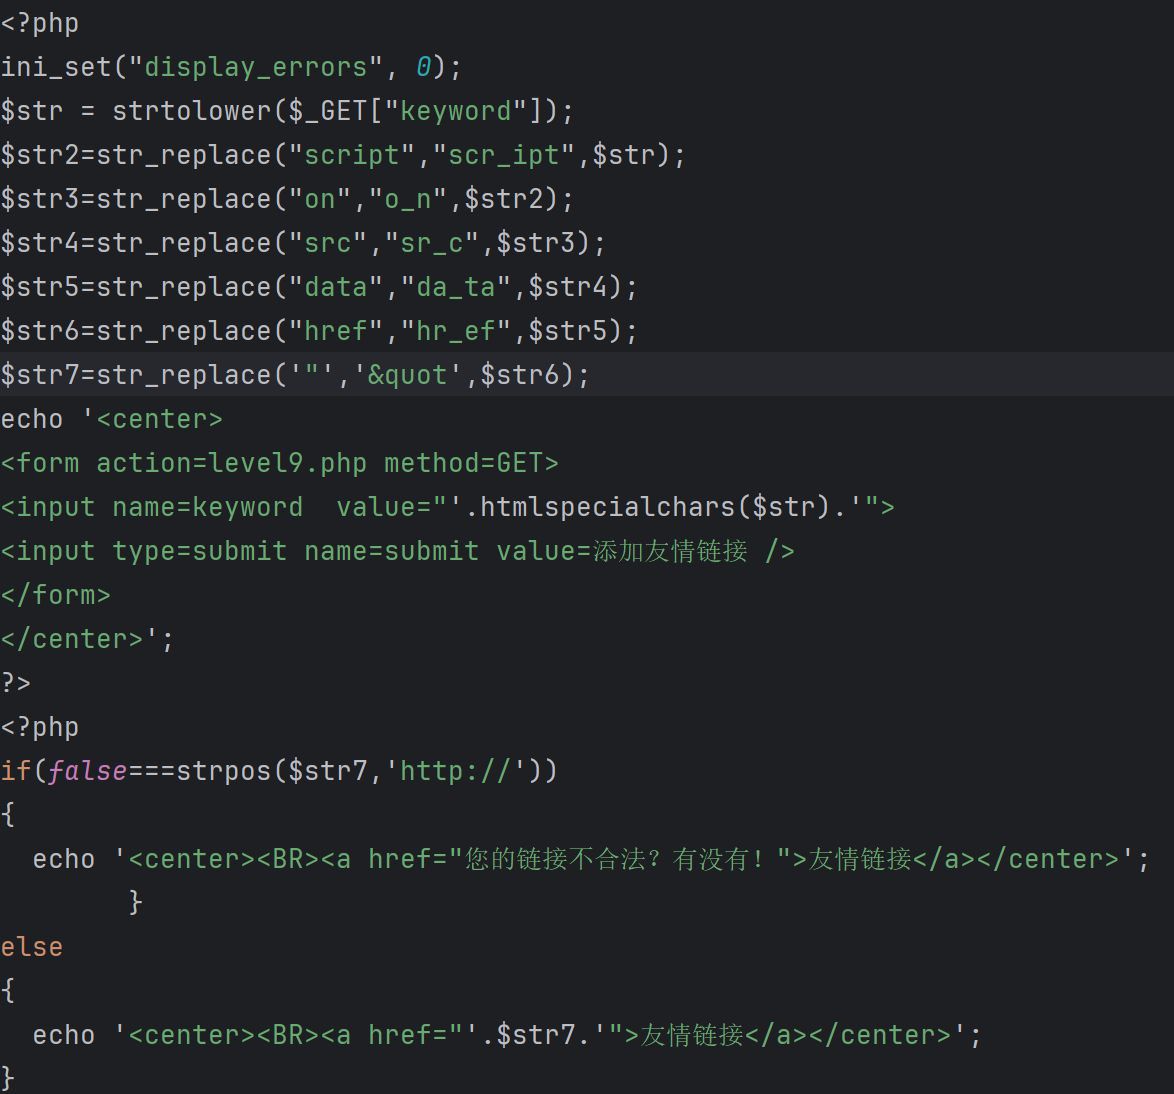 <?php
ini_set("display_errors", 0);
$str = strtolower($_GET["keyword"]);
$str2=str_replace("script","scr_ipt",$str);
$str3=str_replace("on","o_n",$str2);
$str4=str_replace("src","sr_c",$str3);
$str5=str_replace("data","da_ta",$str4);
$str6=str_replace("href","hr_ef",$str5);
$str7=str_replace('"','&quot',$str6);
echo '<center>
<form action=level9.php method=GET>
<input name=keyword  value="'.htmlspecialchars($str).'">
<input type=submit name=submit value=添加友情链接 />
</form>
</center>';
?>
<?php
if(false===strpos($str7,'http://'))
{
  echo '<center><BR><a href="您的链接不合法？有没有！">友情链接</a></center>';
        }
else
{
  echo '<center><BR><a href="'.$str7.'">友情链接</a></center>';
}